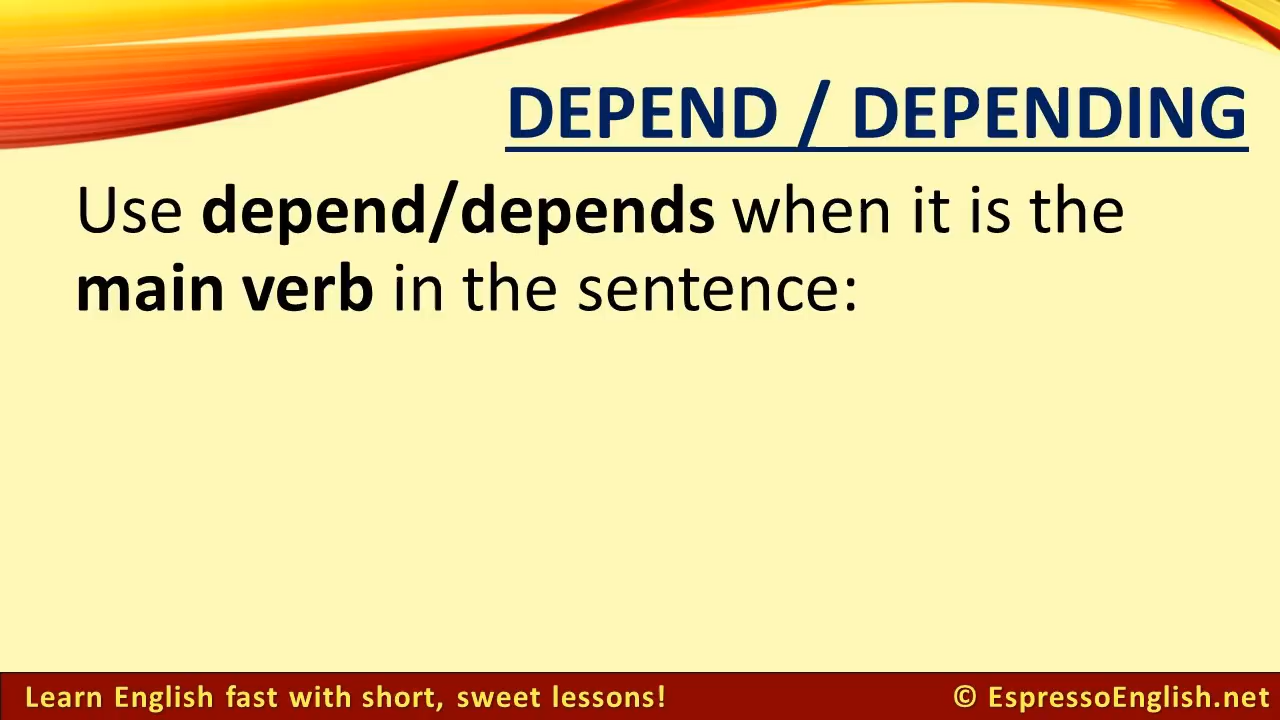 DEPEND / DEPENDING
Use depend/depends when it is the
main verb in the sentence:
Learn English fast with short, sweet lessons!
© EspressoEnglish.net